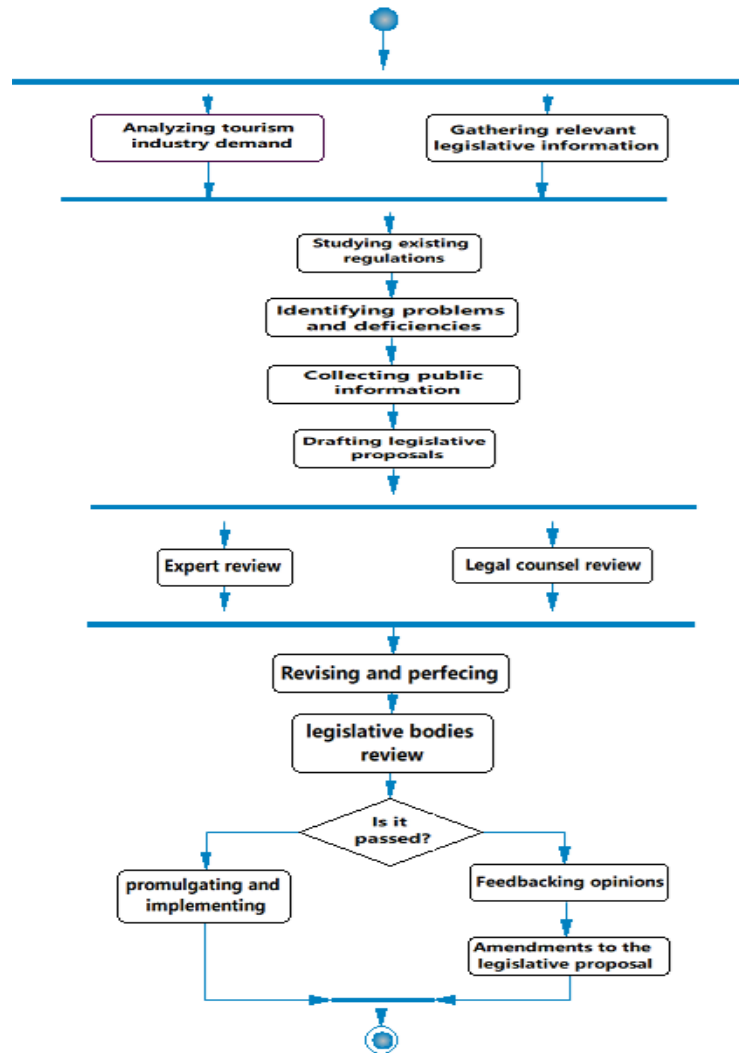 Analyzing tourism
industry demand
Gathering relevant
legislative information
Studying existing
regulations
Identifying problems
and deficiencies
Collecting public
information
Drafting legislative
proposals
Expert review
Legal counsel review
Revising and perfecing
legislative bodies
review
Is it
passed?
promulgating and
implementing
Feedbacking opinions
Amendments to the
legislative proposal